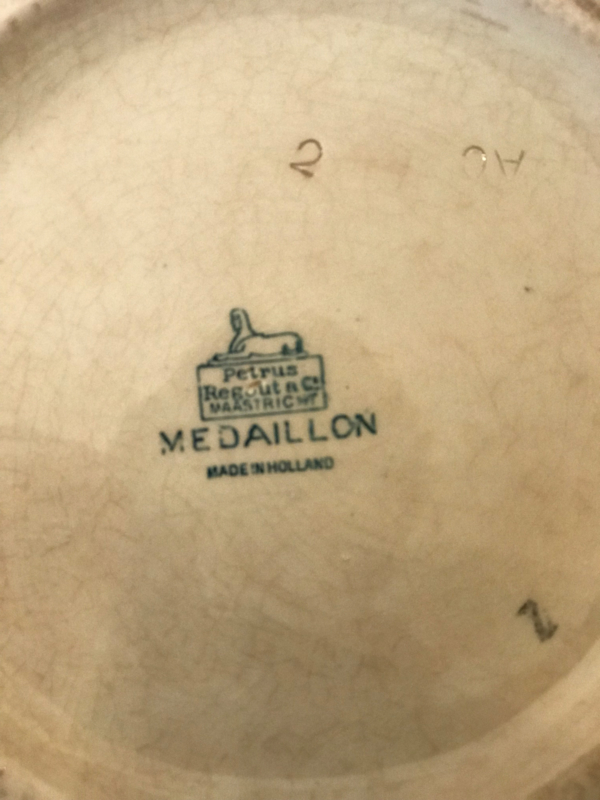 2
Petrus
Regout & Co
MAASTRICHT
MEDAILLON
MADE IN HOLLAND